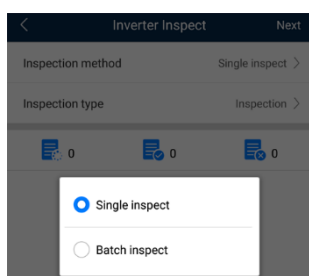 Inverter Inspect Next
Inspection method Single inspect
Inspection type Inspection
0 0 0
Single inspect
Batch inspect